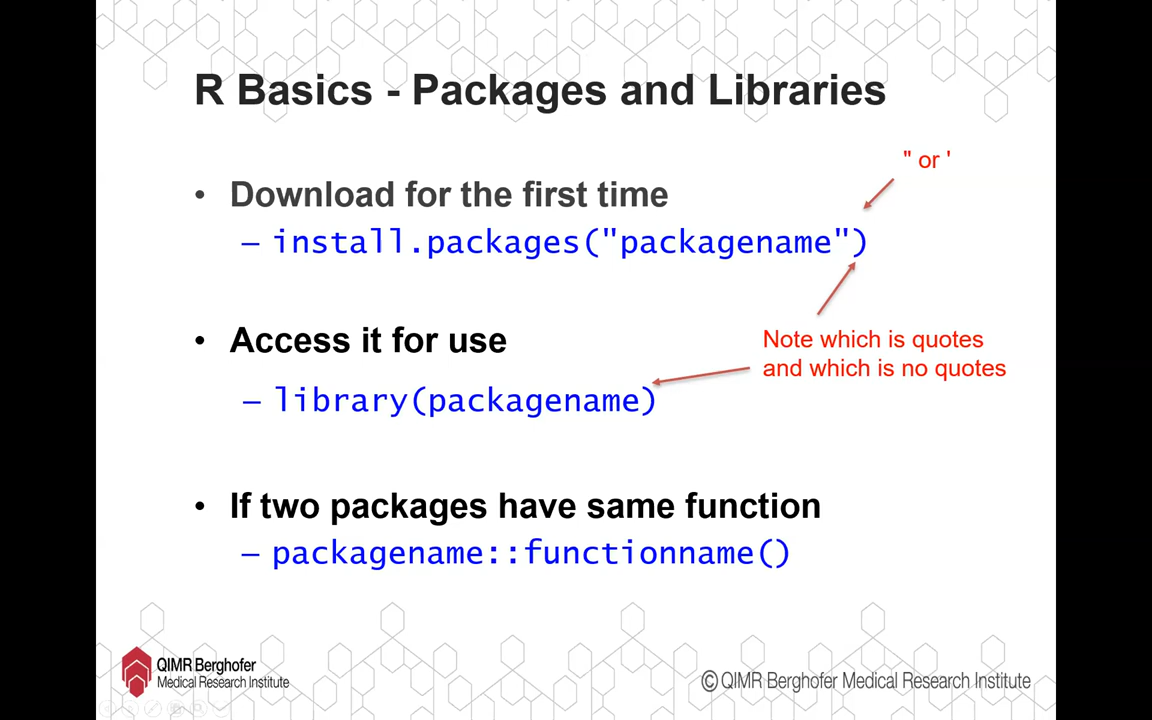 R Basics - Packages and Libraries
" or '
• Download for the first time
– install.packages("packagename")
• Access it for use
Note which is quotes
and which is no quotes
– library(packagename)
• If two packages have same function
– packagename::functionname()
QIMR Berghofer
Medical Research Institute
© QIMR Berghofer Medical Research Institute